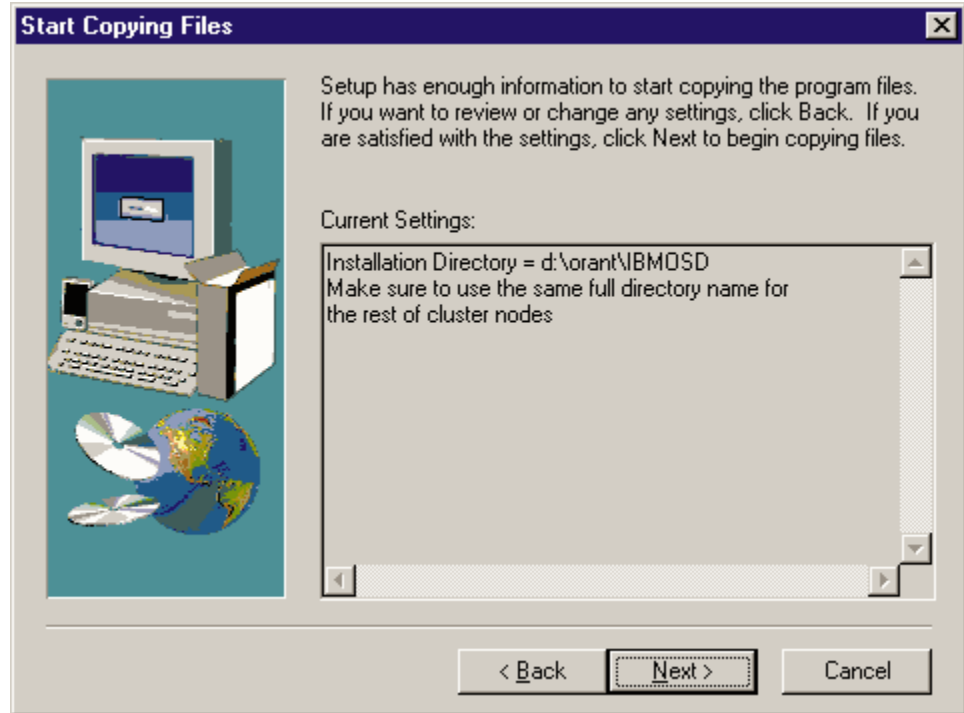 Start Copying Files
Setup has enough information to start copying the program files.
If you want to review or change any settings, click Back.  If you
are satisfied with the settings, click Next to begin copying files.
Current Settings:
Installation Directory = d:\orant\IBMOSD
Make sure to use the same full directory name for
the rest of cluster nodes
< Back
Next >
Cancel